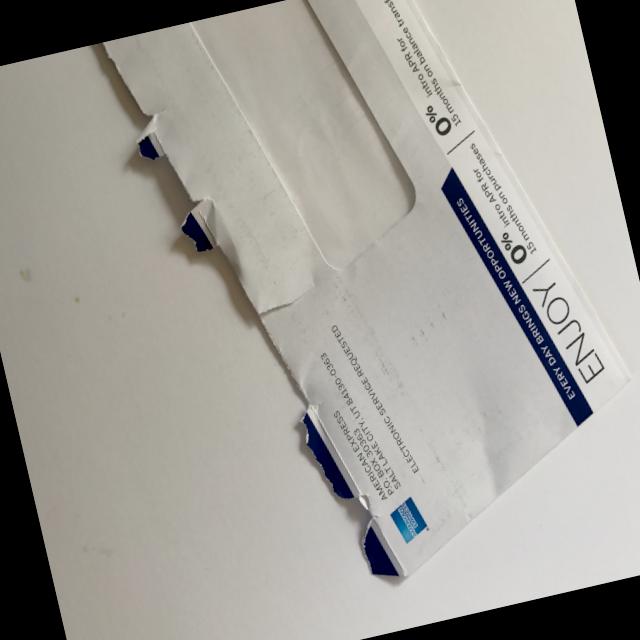 AMERICAN EXPRESS
P.O. BOX 30363
SALT LAKE CITY, UT 84130-0363
ELECTRONIC SERVICE REQUESTED
EVERY DAY BRINGS NEW OPPORTUNITIES
ENJOY
0% intro APR for
15 months on purchases
0% intro APR for
15 months on balance transf